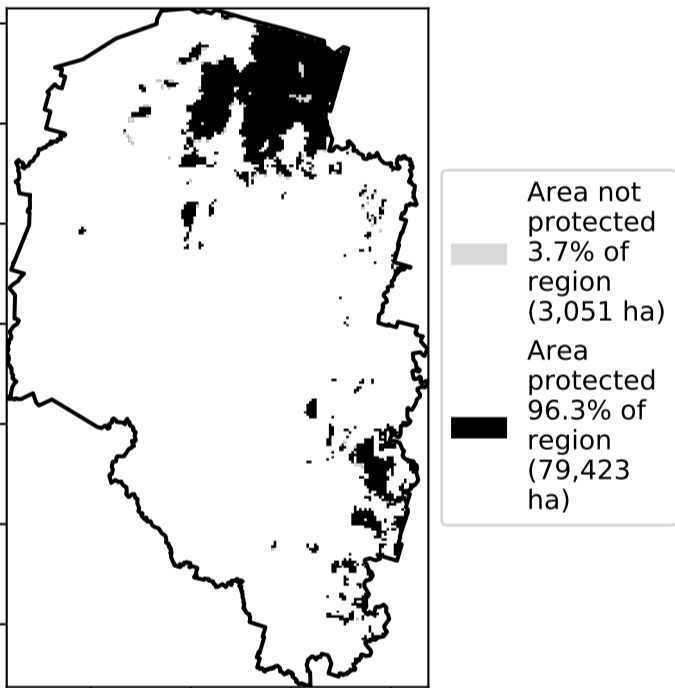 Area not
protected
3.7% of
region
(3,051 ha)
Area
protected
96.3% of
region
(79,423
ha)